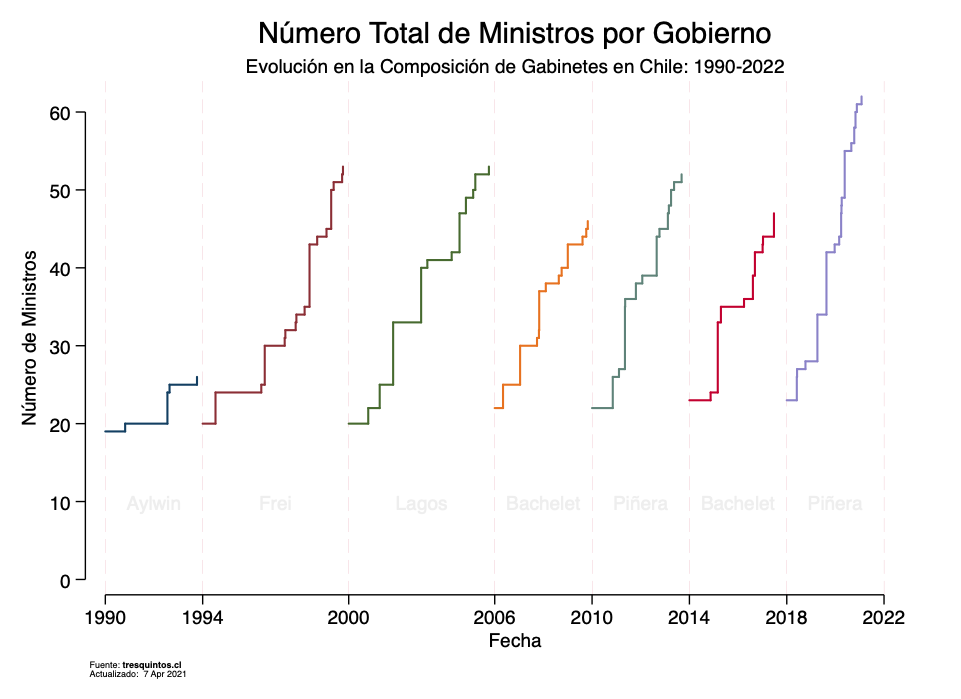 Número Total de Ministros por Gobierno
Evolución en la Composición de Gabinetes en Chile: 1990-2022
Número de Ministros
60
50
40
30
20
10
0
Aylwin Frei Lagos Bachelet Piñera Bachelet Piñera
1990 1994 2000 2006 2010 2014 2018 2022
Fecha
Fuente: tresquintos.cl
Actualizado: 7 Apr 2021